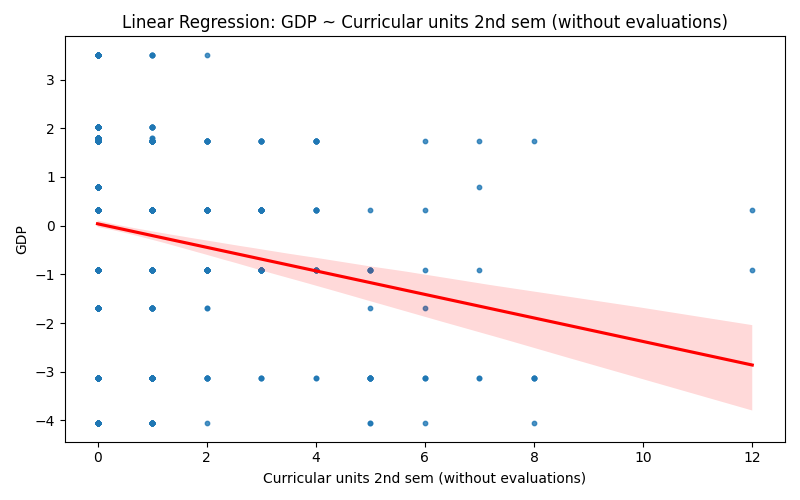 Linear Regression: GDP ~ Curricular units 2nd sem (without evaluations)
GDP
3
2
1
0
−1
−2
−3
−4
0 2 4 6 8 10 12
Curricular units 2nd sem (without evaluations)